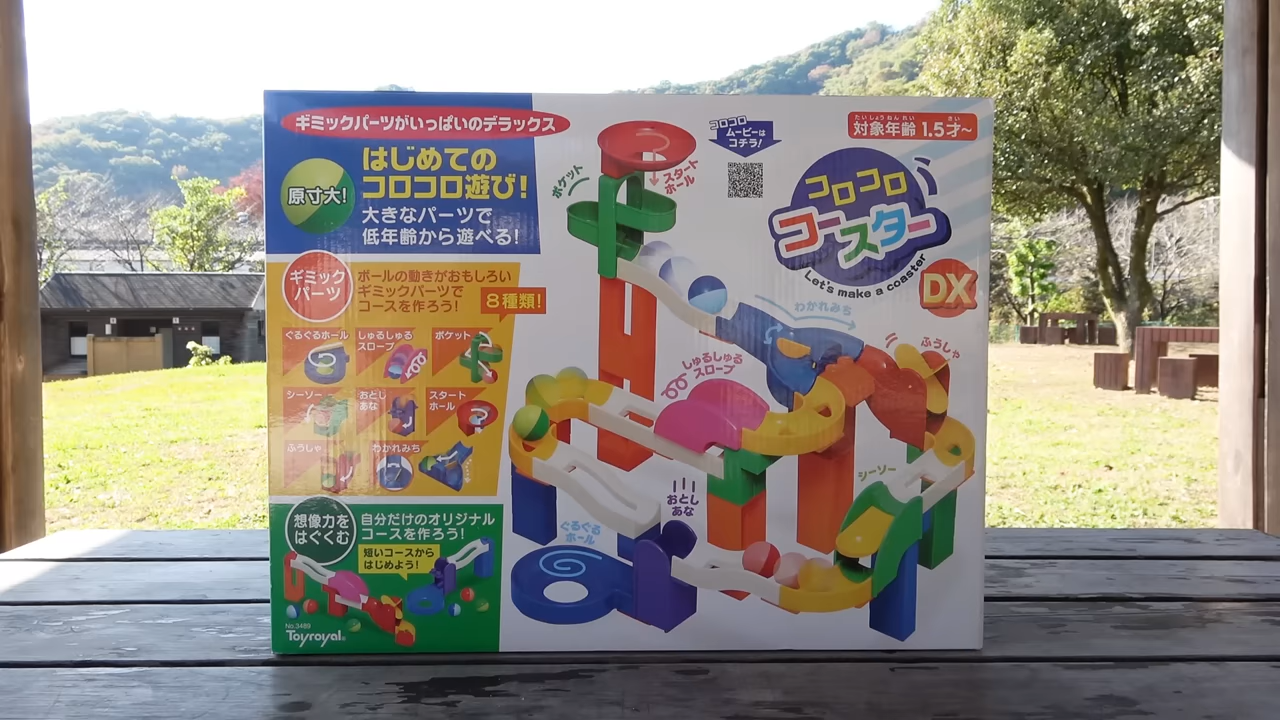 ギミックパーツがいっぱいのデラックス
原寸大!
はじめての
コロコロ遊び!
大きなパーツで
低年齢から遊べる!
ギミック
パーツ
ボールの動きがおもしろい
ギミックパーツで
コースを作ろう!
8種類!
ぐるぐるホール
しゅるしゅる
スロープ
ポケット
シーソー
おとし
あな
スタート
ホール
ふうしゃ
わかれみち
想像力を
はぐくむ
自分だけのオリジナル
コースを作ろう!
短いコースから
はじめよう!
No.3489
Toyroyal
ポケット
スタート
ホール
コロコロ
ムービーは
コチラ!
たいしょうねんれい さい
対象年齢 1.5才~
コロコロ
コースター
Let's make a coaster
DX
わかれみち
ふうしゃ
しゅるしゅる
スロープ
シーソー
おとし
あな
ぐるぐる
ホール